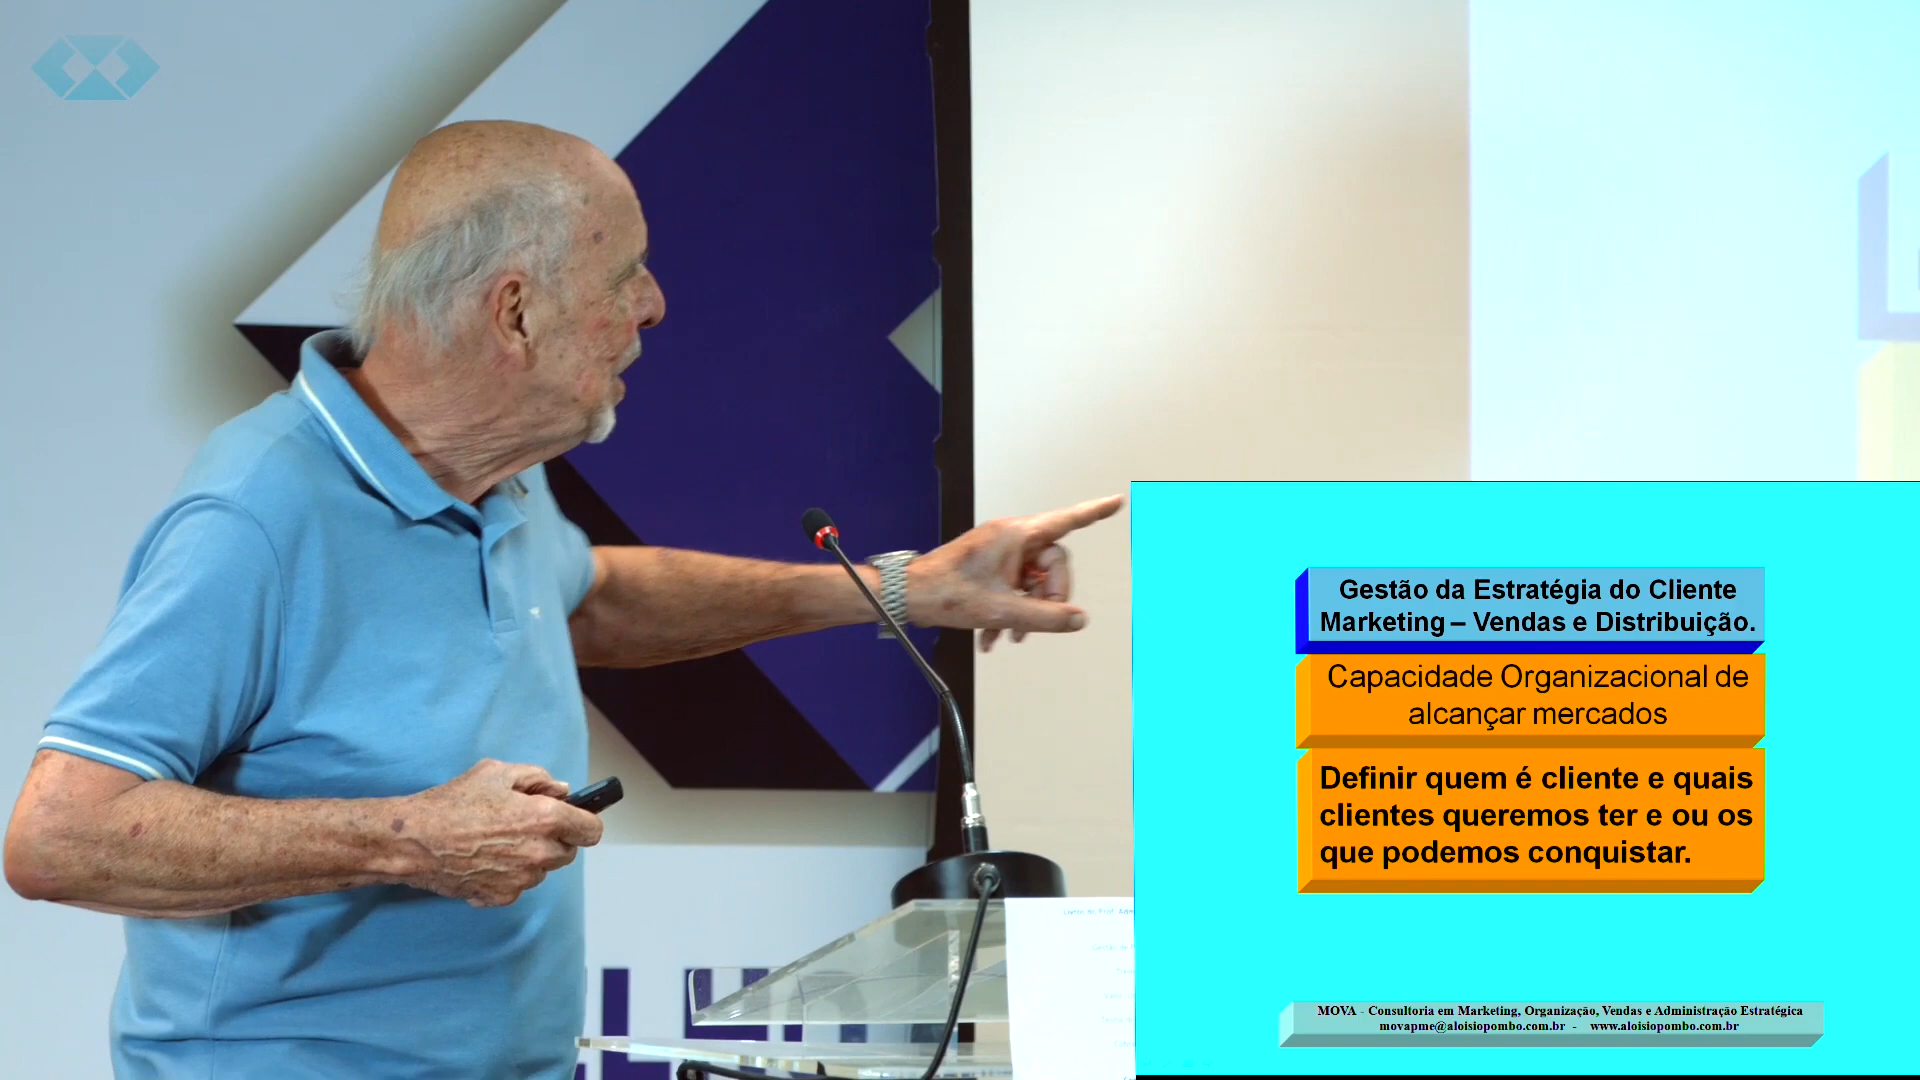 Gestão da Estratégia do Cliente
Marketing – Vendas e Distribuição.
Capacidade Organizacional de
alcançar mercados
Definir quem é cliente e quais
clientes queremos ter e ou os
que podemos conquistar.
MOVA - Consultoria em Marketing, Organização, Vendas e Administração Estratégica
movapme@aloisiopombo.com.br - www.aloisiopombo.com.br